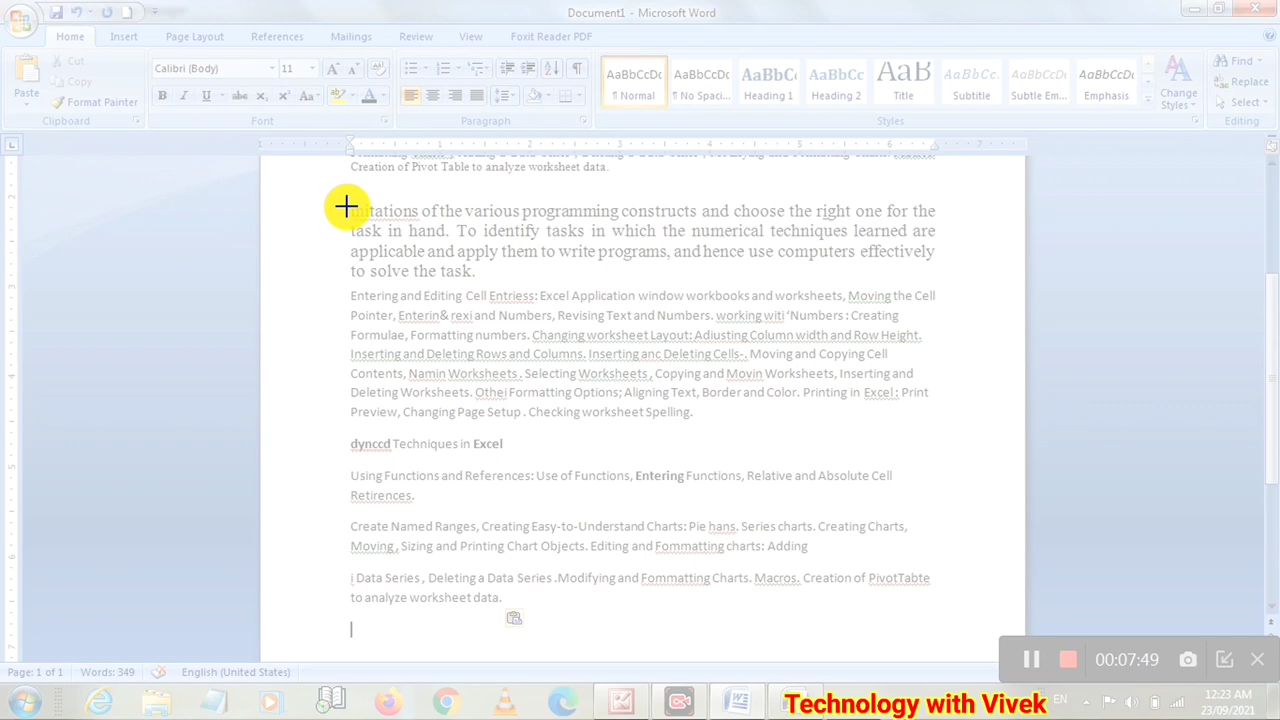 Document1 - Microsoft Word
Home Insert Page Layout References Mailings Review View Foxit Reader PDF
Paste
Cut
Copy
Format Painter
Clipboard
Calibri (Body) 11
Font
Paragraph
AaBbCcDc AaBbCcDc AaBbCc AaBbCc AaB AaBbCcDc AaBbCcDc AaBbCcDc
¶ Normal ¶ No Spaci... Heading 1 Heading 2 Title Subtitle Subtle Em... Emphasis
Change Styles
Styles
Find
Replace
Select
Editing
Creation of Pivot Table to analyze worksheet data.
mitations of the various programming constructs and choose the right one for the
task in hand. To identify tasks in which the numerical techniques learned are
applicable and apply them to write programs, and hence use computers effectively
to solve the task.
Entering and Editing Cell Entriess: Excel Application window workbooks and worksheets, Moving the Cell
Pointer, Enterin& rexi and Numbers, Revising Text and Numbers. working witi ‘Numbers : Creating
Formulae, Formatting numbers. Changing worksheet Layout: Adiusting Column width and Row Height.
Inserting and Deleting Rows and Columns. Inserting anc Deleting Cells-. Moving and Copying Cell
Contents, Namin Worksheets . Selecting Worksheets , Copying and Movin Worksheets, Inserting and
Deleting Worksheets. Othei Formatting Options; Aligning Text, Border and Color. Printing in Excel : Print
Preview, Changing Page Setup . Checking worksheet Spelling.
dynccd Techniques in Excel
Using Functions and References: Use of Functions, Entering Functions, Relative and Absolute Cell
Retirences.
Create Named Ranges, Creating Easy-to-Understand Charts: Pie hans. Series charts. Creating Charts,
Moving , Sizing and Printing Chart Objects. Editing and Fommatting charts: Adding
i Data Series , Deleting a Data Series .Modifying and Fommatting Charts. Macros. Creation of PivotTabte
to analyze worksheet data.
Page: 1 of 1 Words: 349 English (United States)
00:07:49
EN
12:23 AM
23/09/2021
Technology with Vivek